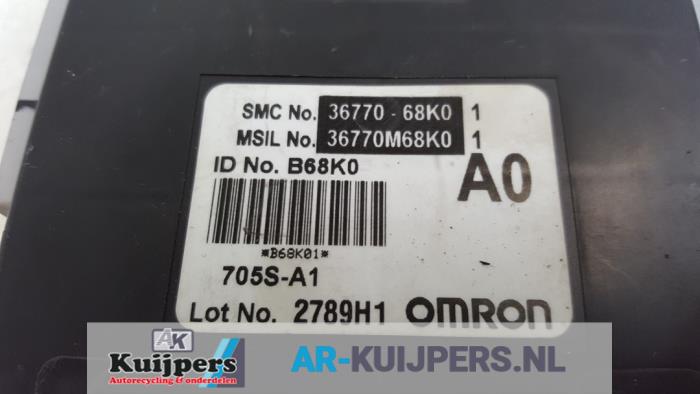 SMC No. 36770 - 68K0 1
MSIL No. 36770M68K0 1
ID No. B68K0
A0
*B68K01*
705S-A1
Lot No. 2789H1 OMRON
AK
Kuijpers
Autorecycling & onderdelen
AR-KUIJPERS.NL